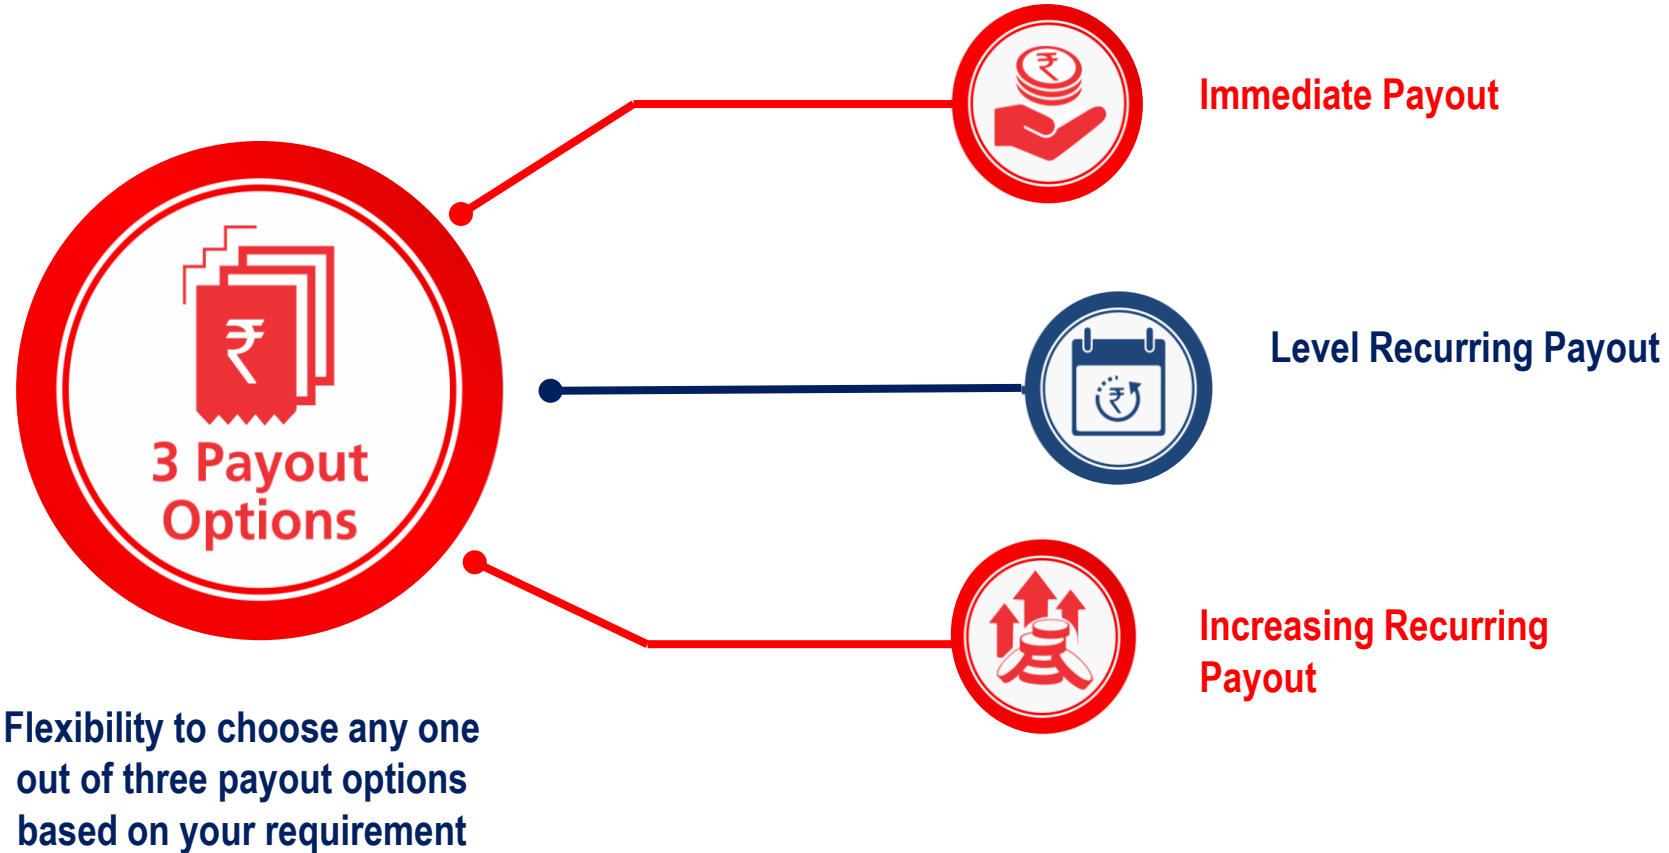 ₹
3 Payout
Options
Flexibility to choose any one
out of three payout options
based on your requirement
₹
Immediate Payout
₹
Level Recurring Payout
Increasing Recurring
Payout